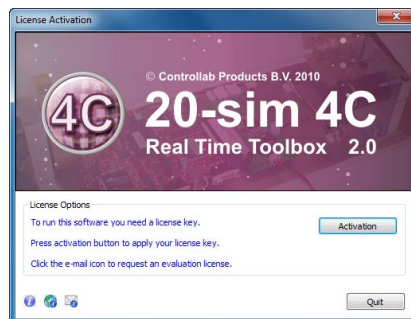 License Activation
© Controllab Products B.V. 2010
4C
20-sim 4C
Real Time Toolbox 2.0
License Options
To run this software you need a license key.
Activation
Press activation button to apply your license key.
Click the e-mail icon to request an evaluation license.
Quit